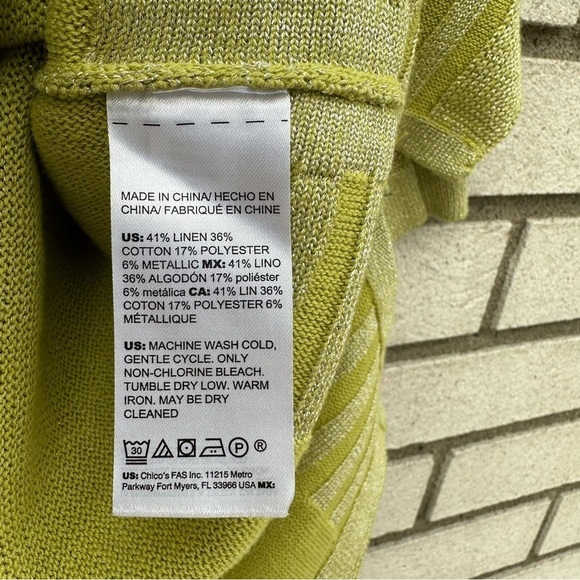 MADE IN CHINA/ HECHO EN
CHINA/ FABRIQUÉ EN CHINE
US: 41% LINEN 36%
COTTON 17% POLYESTER
6% METALLIC MX: 41% LINO
36% ALGODÓN 17% poliéster
6% metálica CA: 41% LIN 36%
COTON 17% POLYESTER 6%
MÉTALLIQUE
US: MACHINE WASH COLD,
GENTLE CYCLE. ONLY
NON-CHLORINE BLEACH.
TUMBLE DRY LOW. WARM
IRON. MAY BE DRY
CLEANED
30 P ®
US: Chico's FAS Inc. 11215 Metro
Parkway Fort Myers, FL 33966 USA MX: